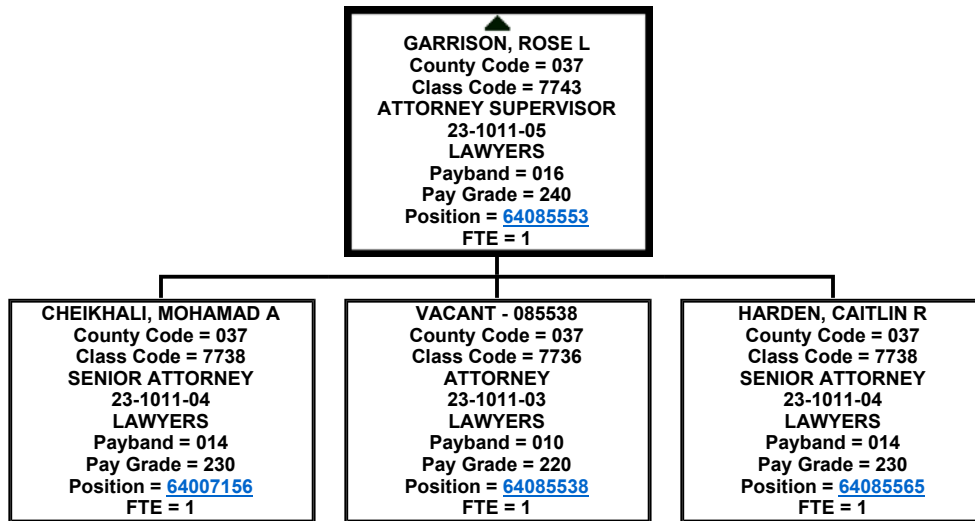 GARRISON, ROSE L
County Code = 037
Class Code = 7743
ATTORNEY SUPERVISOR
23-1011-05
LAWYERS
Payband = 016
Pay Grade = 240
Position = 64085553
FTE = 1
CHEIKHALI, MOHAMAD A
County Code = 037
Class Code = 7738
SENIOR ATTORNEY
23-1011-04
LAWYERS
Payband = 014
Pay Grade = 230
Position = 64007156
FTE = 1
VACANT - 085538
County Code = 037
Class Code = 7736
ATTORNEY
23-1011-03
LAWYERS
Payband = 010
Pay Grade = 220
Position = 64085538
FTE = 1
HARDEN, CAITLIN R
County Code = 037
Class Code = 7738
SENIOR ATTORNEY
23-1011-04
LAWYERS
Payband = 014
Pay Grade = 230
Position = 64085565
FTE = 1